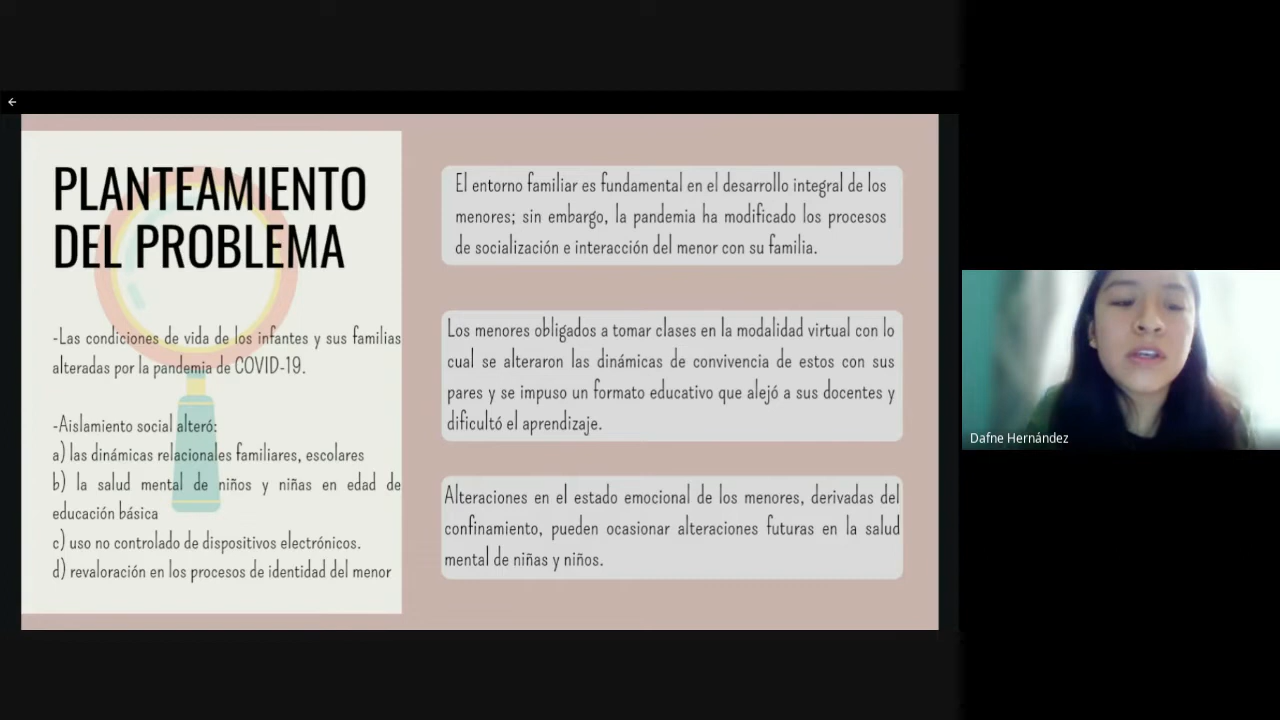 PLANTEAMIENTO
DEL PROBLEMA
-Las condiciones de vida de los infantes y sus familias
alteradas por la pandemia de COVID-19.
-Aislamiento social alteró:
a) las dinámicas relacionales familiares, escolares
b) la salud mental de niños y niñas en edad de
educación básica
c) uso no controlado de dispositivos electrónicos.
d) revaloración en los procesos de identidad del menor
El entorno familiar es fundamental en el desarrollo integral de los
menores; sin embargo, la pandemia ha modificado los procesos
de socialización e interacción del menor con su familia.
Los menores obligados a tomar clases en la modalidad virtual con lo
cual se alteraron las dinámicas de convivencia de estos con sus
pares y se impuso un formato educativo que alejó a sus docentes y
dificultó el aprendizaje.
Alteraciones en el estado emocional de los menores, derivadas del
confinamiento, pueden ocasionar alteraciones futuras en la salud
mental de niñas y niños.
Dafne Hernández